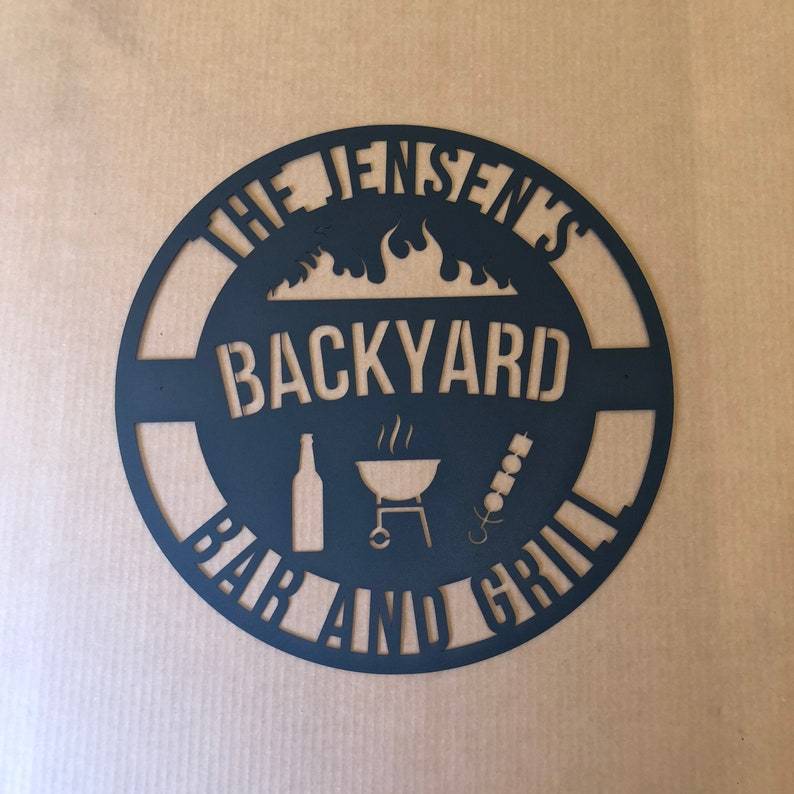 THE JENSEN'S
BACKYARD
BAR AND GRILL